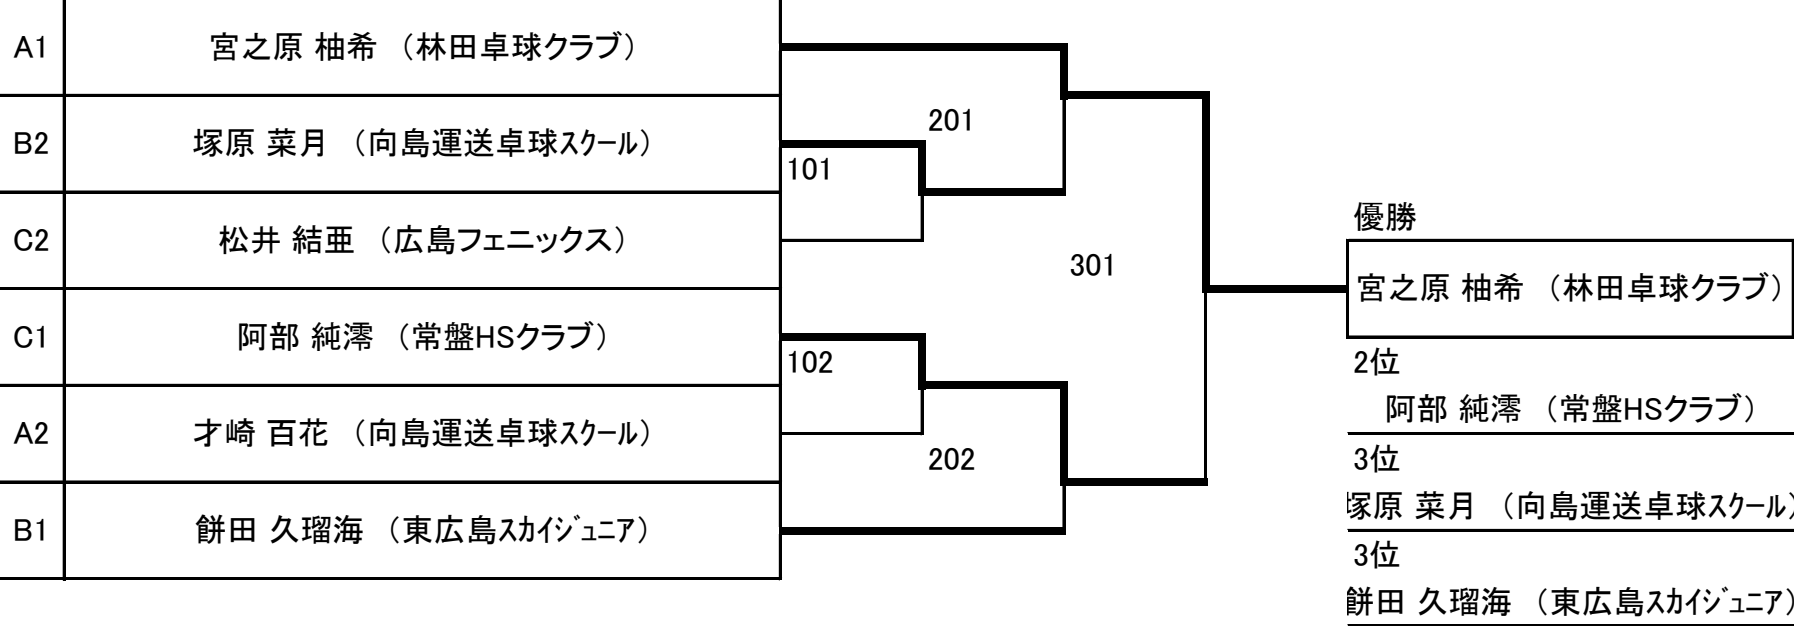 A1 宮之原 柚希 （林田卓球クラブ）
B2 塚原 菜月 （向島運送卓球ｽｸｰﾙ）
C2 松井 結亜 （広島フェニックス）
C1 阿部 純澪 （常盤HSクラブ）
A2 才崎 百花 （向島運送卓球ｽｸｰﾙ）
B1 餅田 久瑠海 （東広島ｽｶｲｼﾞｭﾆｱ）
201
101
301
102
202
優勝
宮之原 柚希 （林田卓球クラブ）
2位
阿部 純澪 （常盤HSクラブ）
3位
塚原 菜月 （向島運送卓球ｽｸｰﾙ）
3位
餅田 久瑠海 （東広島ｽｶｲｼﾞｭﾆｱ）